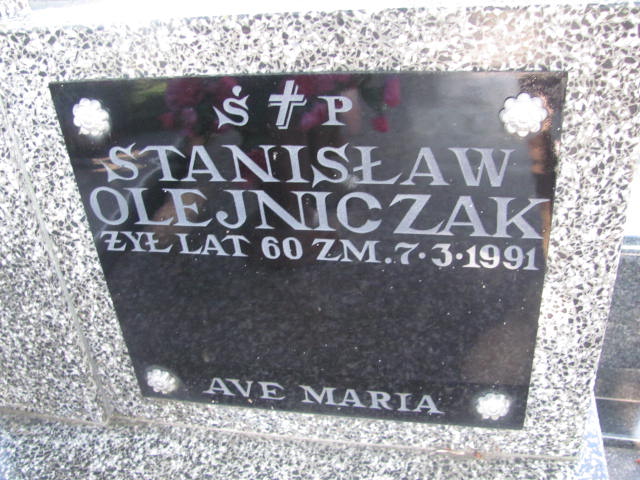 Ś † P
STANISŁAW
OLEJNICZAK
ŻYŁ LAT 60 ZM. 7·3·1991
AVE MARIA